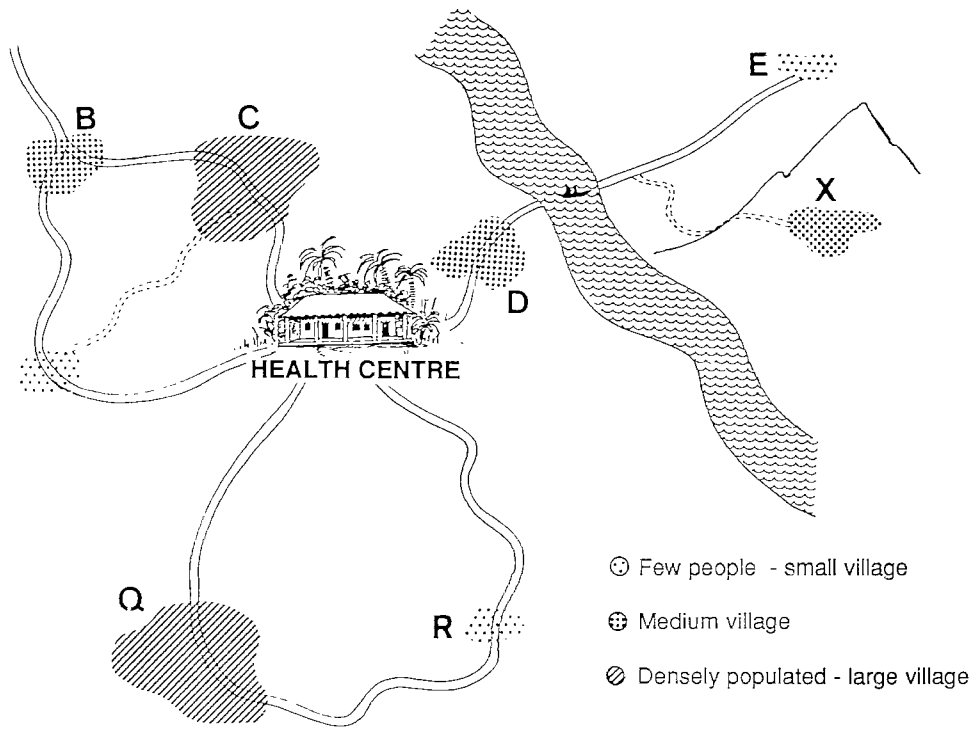 E
B
C
X
D
HEALTH CENTRE
Few people - small village
Q
Medium village
R
Densely populated - large village